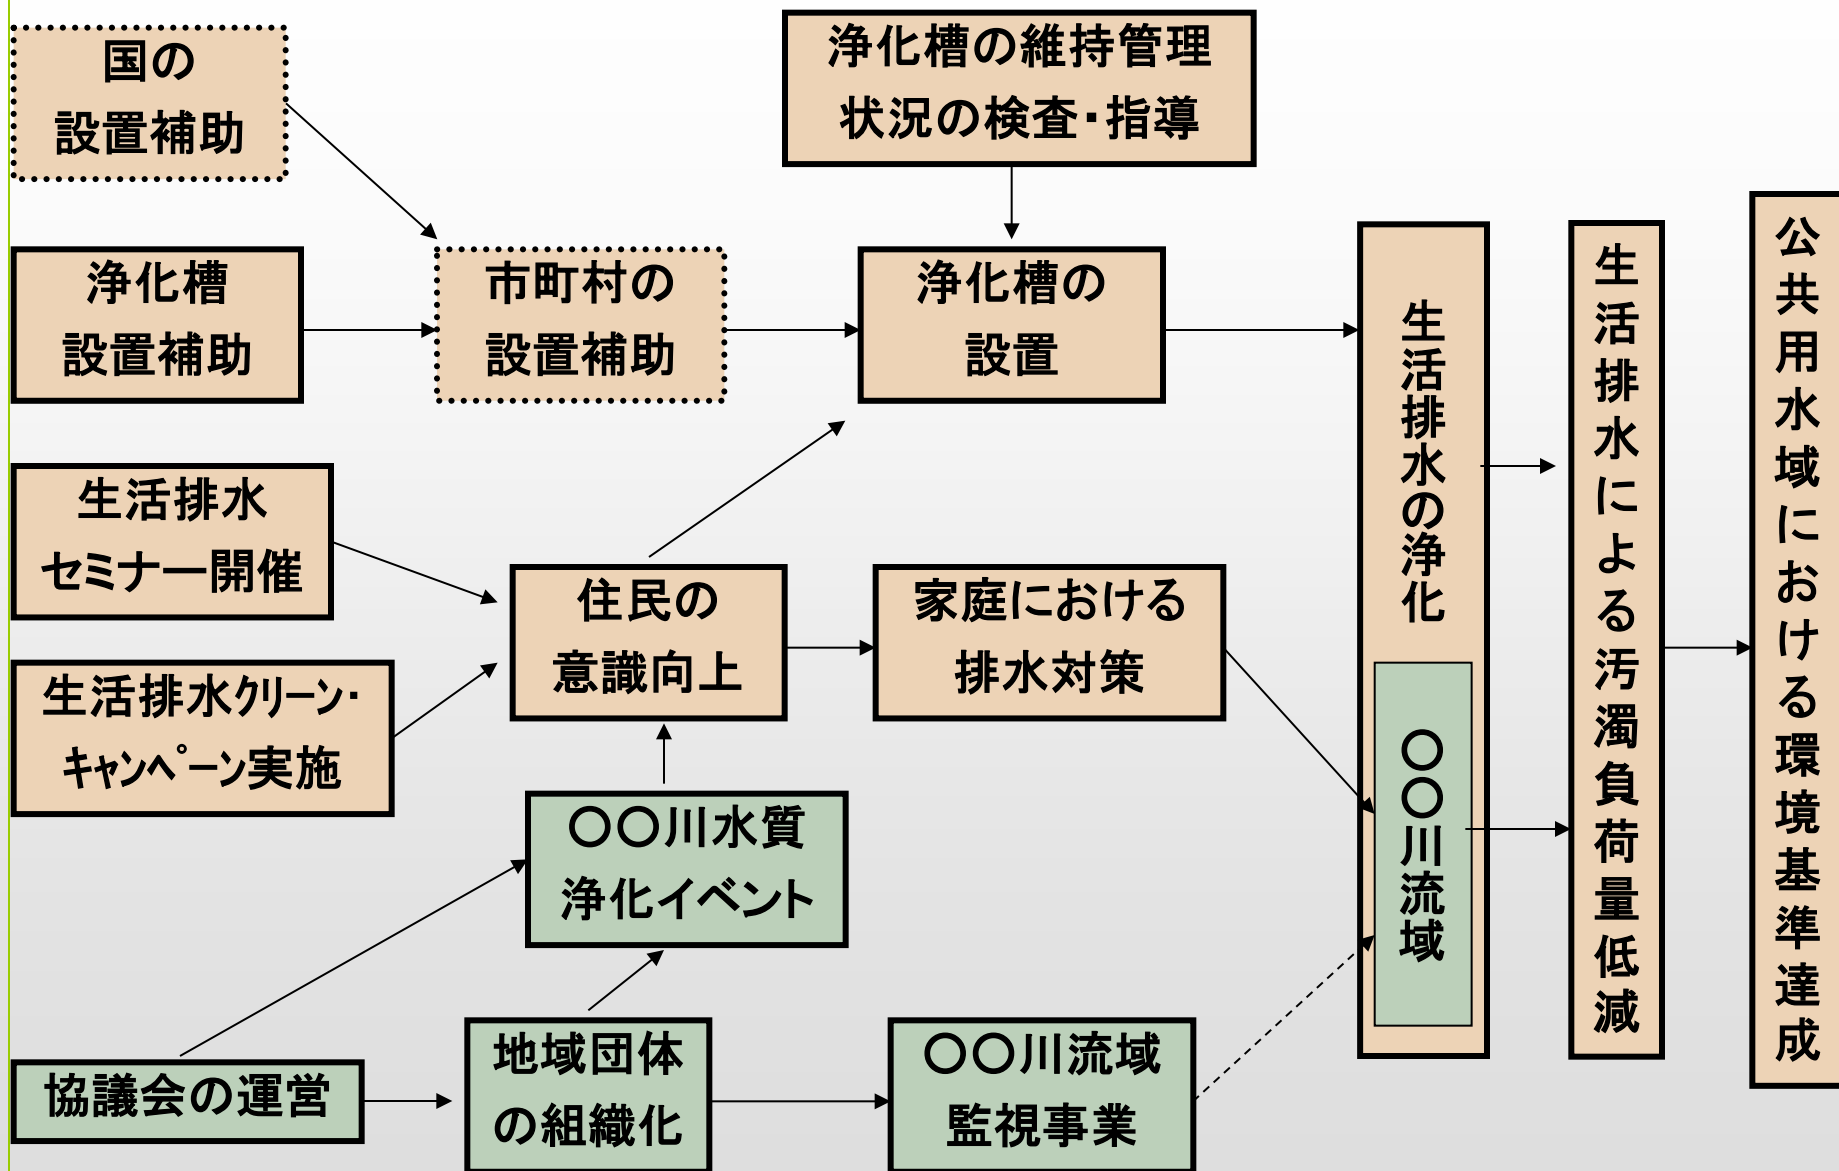 国の
設置補助
浄化槽の維持管理
状況の検査・指導
浄化槽
設置補助
市町村の
設置補助
浄化槽の
設置
生活排水
セミナー開催
生活排水ｸﾘｰﾝ・
ｷｬﾝﾍﾟｰﾝ実施
住民の
意識向上
家庭における
排水対策
〇〇川水質
浄化イベント
協議会の運営
地域団体
の組織化
〇〇川流域
監視事業
生活排水の浄化
〇〇川流域
生活排水による汚濁負荷量低減
公共用水域における環境基準達成